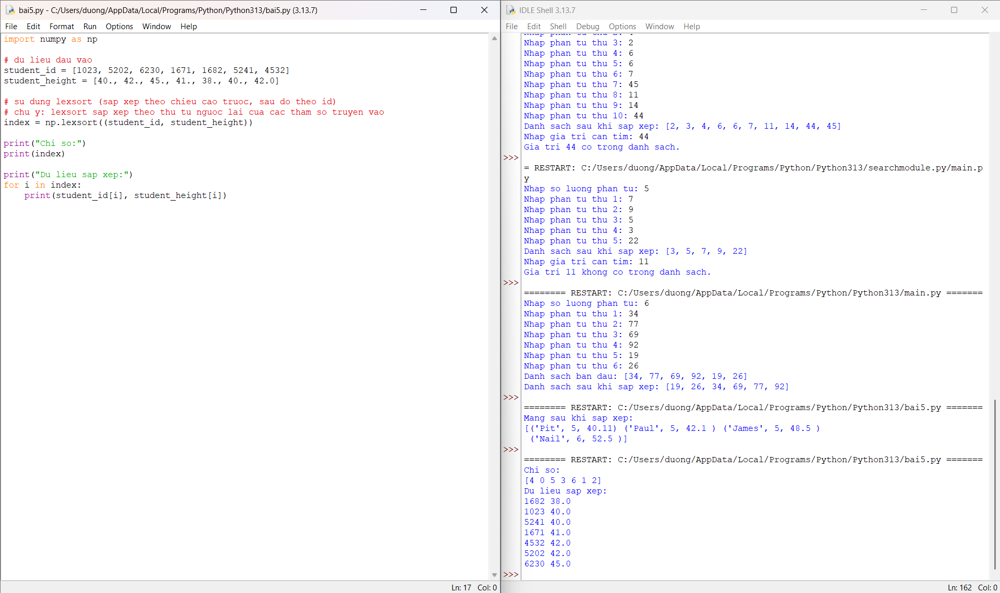 bai5.py - C:/Users/duong/AppData/Local/Programs/Python/Python313/bai5.py (3.13.7)
File Edit Format Run Options Window Help
import numpy as np
# du lieu dau vao
student_id = [1023, 5202, 6230, 1671, 1682, 5241, 4532]
student_height = [40., 42., 45., 41., 38., 40., 42.0]
# su dung lexsort (sap xep theo chieu cao truoc, sau do theo id)
# chu y: lexsort sap xep theo thu tu nguoc lai cua cac tham so truyen vao
index = np.lexsort((student_id, student_height))
print("Chi so:")
print(index)
print("Du lieu sap xep:")
for i in index:
    print(student_id[i], student_height[i])
Ln: 17 Col: 0
IDLE Shell 3.13.7
File Edit Shell Debug Options Window Help
Nhap phan tu thu 3: 2
Nhap phan tu thu 4: 6
Nhap phan tu thu 5: 6
Nhap phan tu thu 6: 7
Nhap phan tu thu 7: 45
Nhap phan tu thu 8: 11
Nhap phan tu thu 9: 14
Nhap phan tu thu 10: 44
Danh sach sau khi sap xep: [2, 3, 4, 6, 6, 7, 11, 14, 44, 45]
Nhap gia tri can tim: 44
Gia tri 44 co trong danh sach.
>>>
= RESTART: C:/Users/duong/AppData/Local/Programs/Python/Python313/searchmodule.py/main.p
y
Nhap so luong phan tu: 5
Nhap phan tu thu 1: 7
Nhap phan tu thu 2: 9
Nhap phan tu thu 3: 5
Nhap phan tu thu 4: 3
Nhap phan tu thu 5: 22
Danh sach sau khi sap xep: [3, 5, 7, 9, 22]
Nhap gia tri can tim: 11
Gia tri 11 khong co trong danh sach.
>>>
======== RESTART: C:/Users/duong/AppData/Local/Programs/Python/Python313/main.py =======
Nhap so luong phan tu: 6
Nhap phan tu thu 1: 34
Nhap phan tu thu 2: 77
Nhap phan tu thu 3: 69
Nhap phan tu thu 4: 92
Nhap phan tu thu 5: 19
Nhap phan tu thu 6: 26
Danh sach ban dau: [34, 77, 69, 92, 19, 26]
Danh sach sau khi sap xep: [19, 26, 34, 69, 77, 92]
>>>
======== RESTART: C:/Users/duong/AppData/Local/Programs/Python/Python313/bai5.py =======
Mang sau khi sap xep:
[('Pit', 5, 40.11) ('Paul', 5, 42.1 ) ('James', 5, 48.5 )
 ('Nail', 6, 52.5 )]
>>>
======== RESTART: C:/Users/duong/AppData/Local/Programs/Python/Python313/bai5.py =======
Chi so:
[4 0 5 3 6 1 2]
Du lieu sap xep:
1682 38.0
1023 40.0
5241 40.0
1671 41.0
4532 42.0
5202 42.0
6230 45.0
>>>
Ln: 162 Col: 0